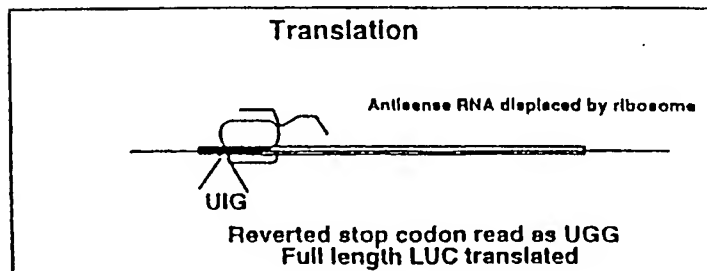 Translation
Antisense RNA displaced by ribosome
UIG
Reverted stop codon read as UGG
Full length LUC translated